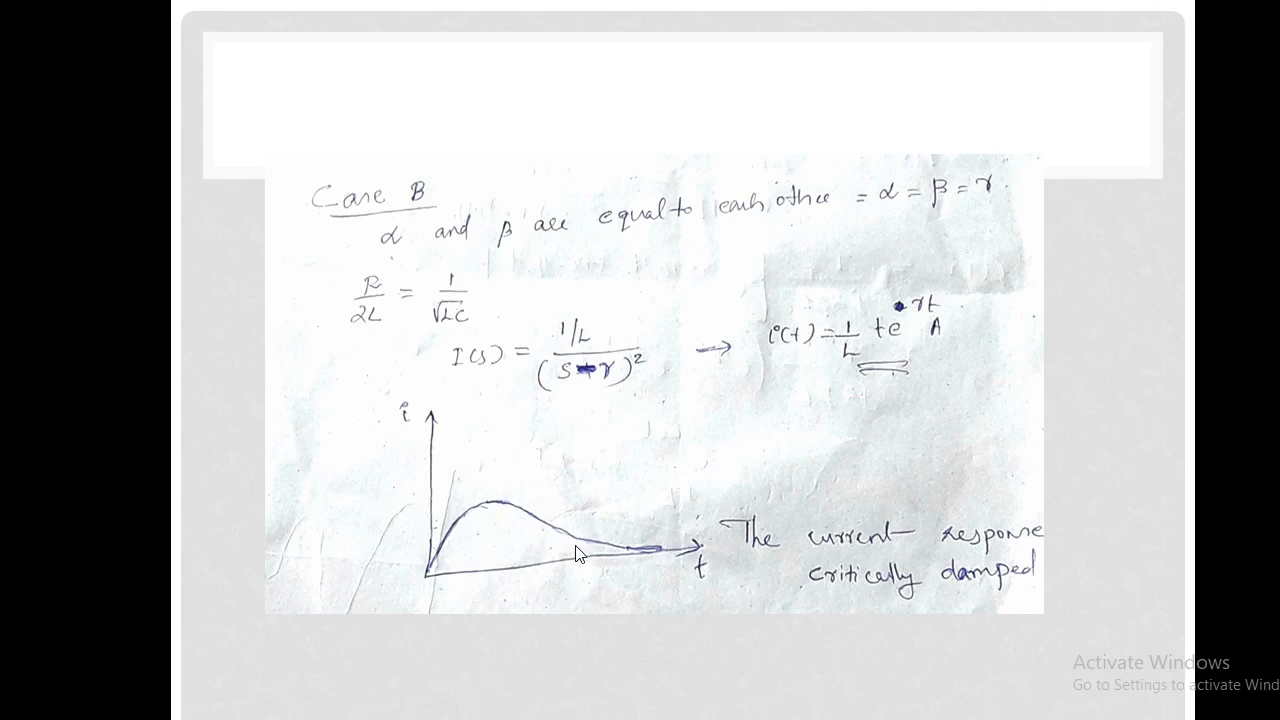 Case B
α and β are equal to each other = α = β = γ
R/2L = 1/√LC
I(s) = (1/L)/(s-γ)² → i(t) = 1/L t e^γt A
i
t
The current response
critically damped
Activate Windows
Go to Settings to activate Wind